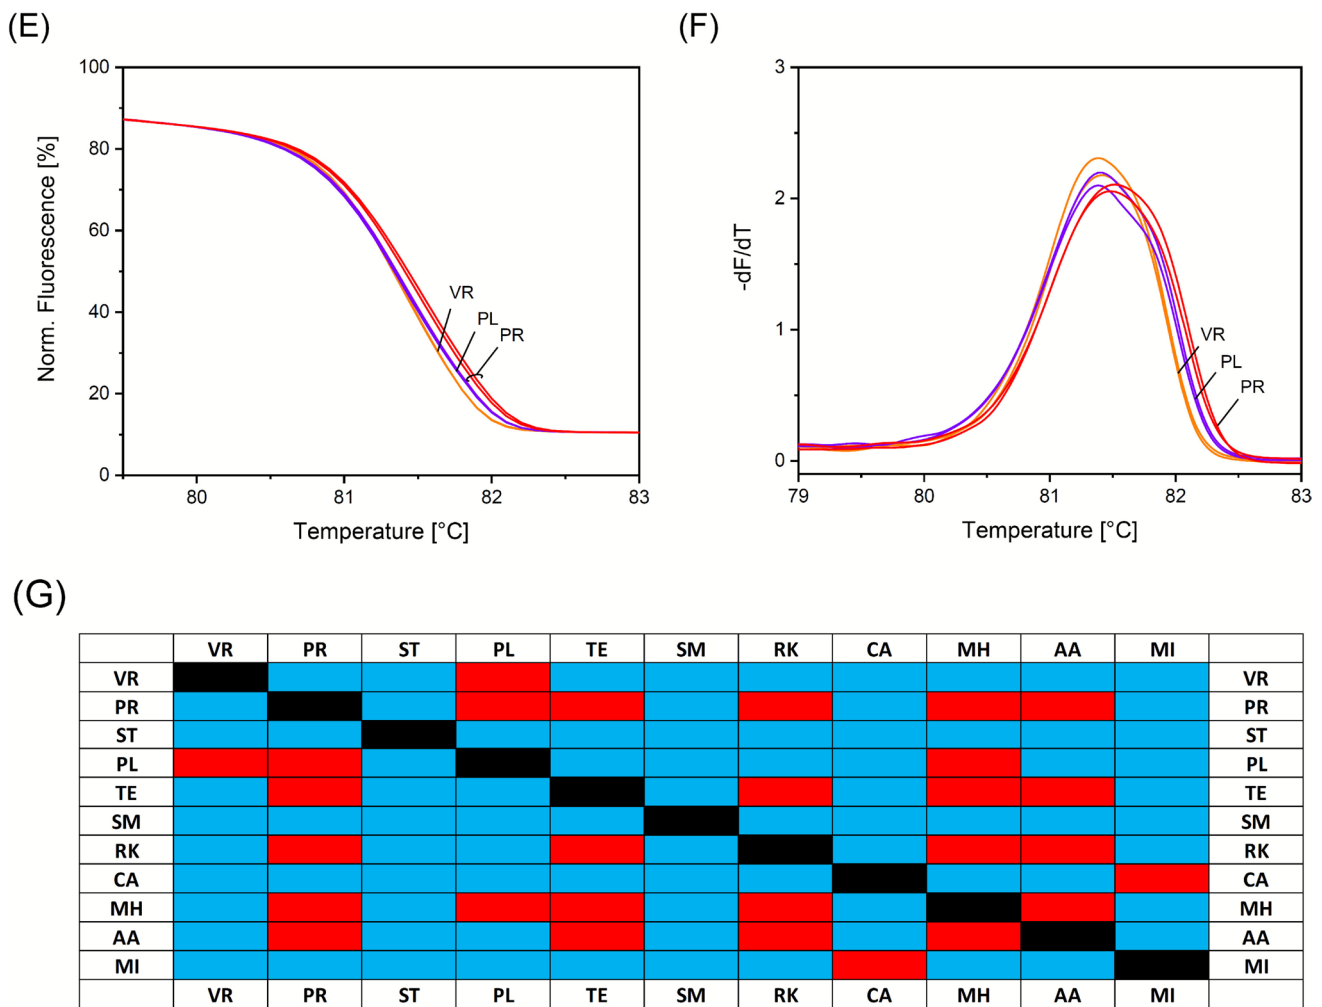 (E)
100
80
60
40
20
0
Norm. Fluorescence [%]
VR
PL
PR
80
81
82
83
Temperature [°C]
(F)
3
2
1
0
-dF/dT
VR
PL
PR
79
80
81
82
83
Temperature [°C]
(G)
VR PR ST PL TE SM RK CA MH AA MI
VR VR
PR PR
ST ST
PL PL
TE TE
SM SM
RK RK
CA CA
MH MH
AA AA
MI MI
VR PR ST PL TE SM RK CA MH AA MI